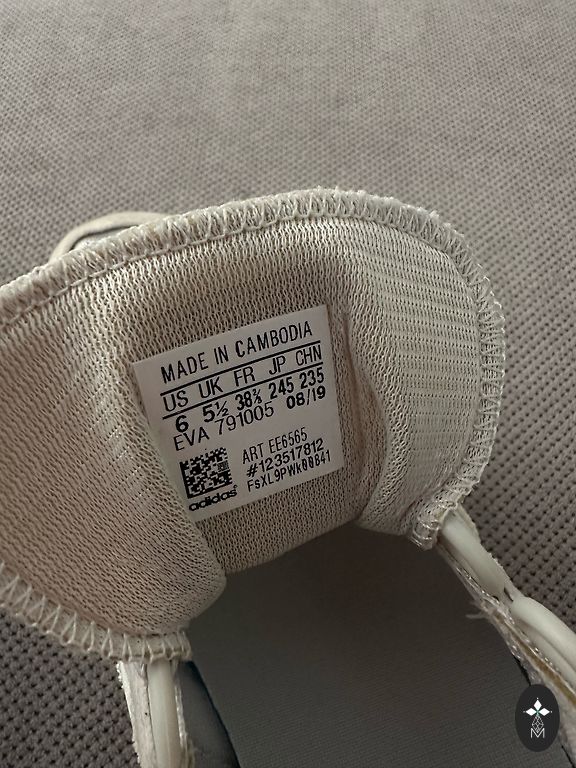 MADE IN CAMBODIA
US UK FR JP CHN
6 5½ 38⅔ 245 235
EVA 791005 08/19
ART EE6565
#123517812
FsXL9PWk00841
adidas
M